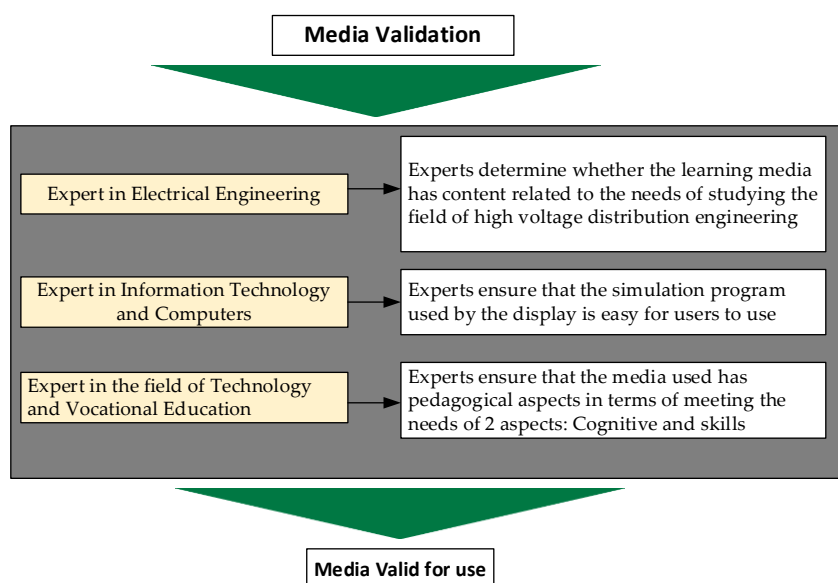 Media Validation
Expert in Electrical Engineering
Experts determine whether the learning media
has content related to the needs of studying the
field of high voltage distribution engineering
Expert in Information Technology
and Computers
Experts ensure that the simulation program
used by the display is easy for users to use
Expert in the field of Technology
and Vocational Education
Experts ensure that the media used has
pedagogical aspects in terms of meeting the
needs of 2 aspects: Cognitive and skills
Media Valid for use